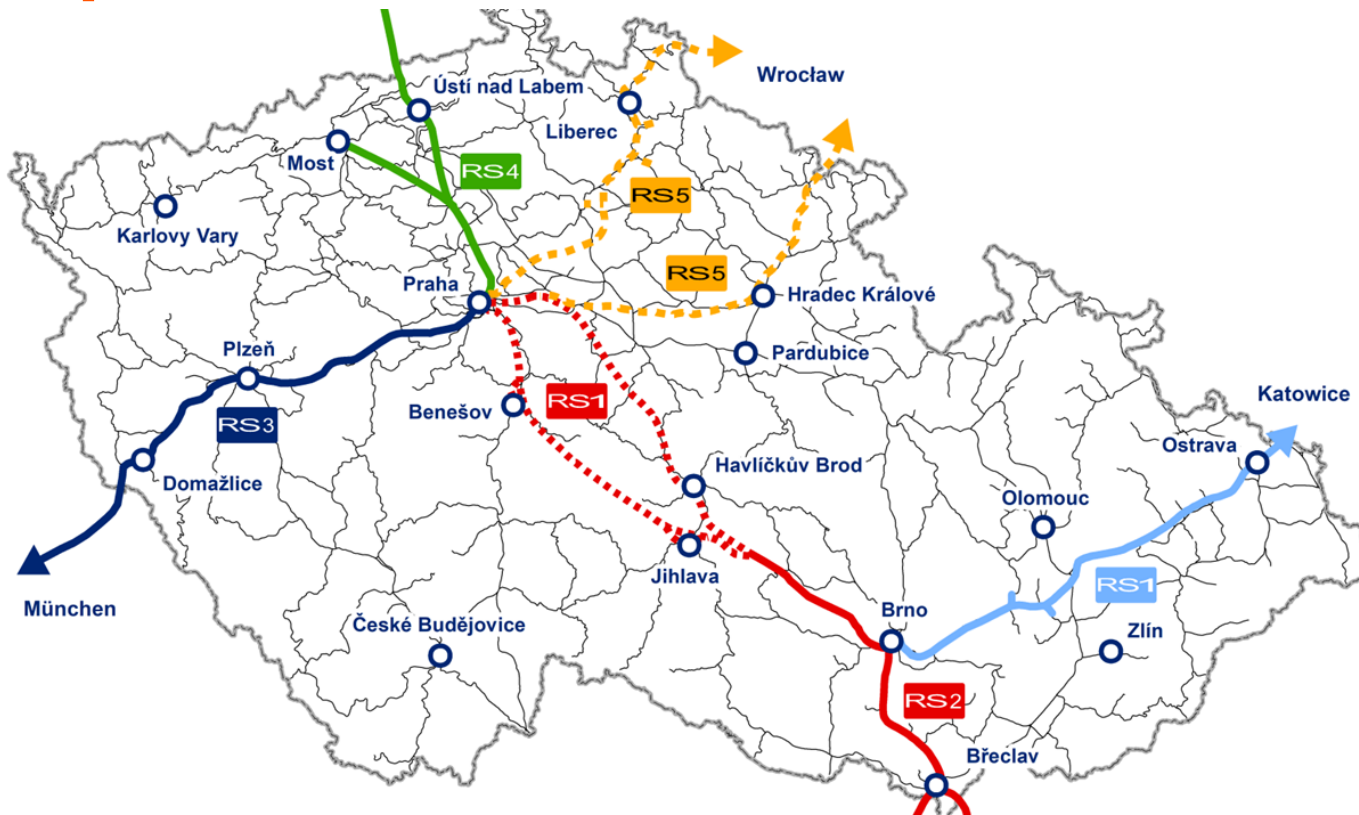 Wrocław
Ústí nad Labem
Liberec
Most
RS4
RS5
Karlovy Vary
RS5
Praha
Hradec Králové
Plzeň
Pardubice
Katowice
RS1
Benešov
RS3
Ostrava
Havlíčkův Brod
Domažlice
Olomouc
Jihlava
RS1
München
Brno
České Budějovice
Zlín
RS2
Břeclav